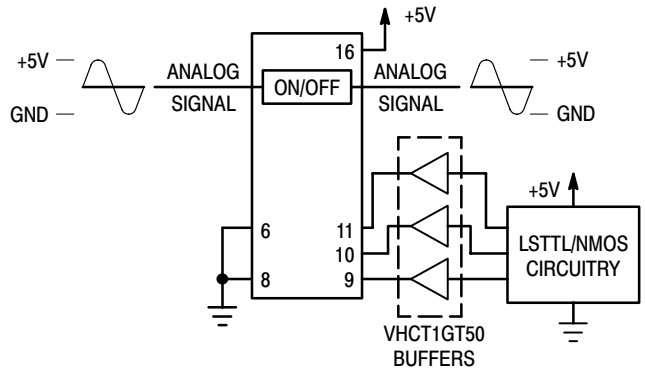 +5V
16
+5V
GND
ANALOG
SIGNAL
ON/OFF
ANALOG
SIGNAL
+5V
GND
+5V
6
8
11
10
9
LSTTL/NMOS
CIRCUITRY
VHCT1GT50
BUFFERS